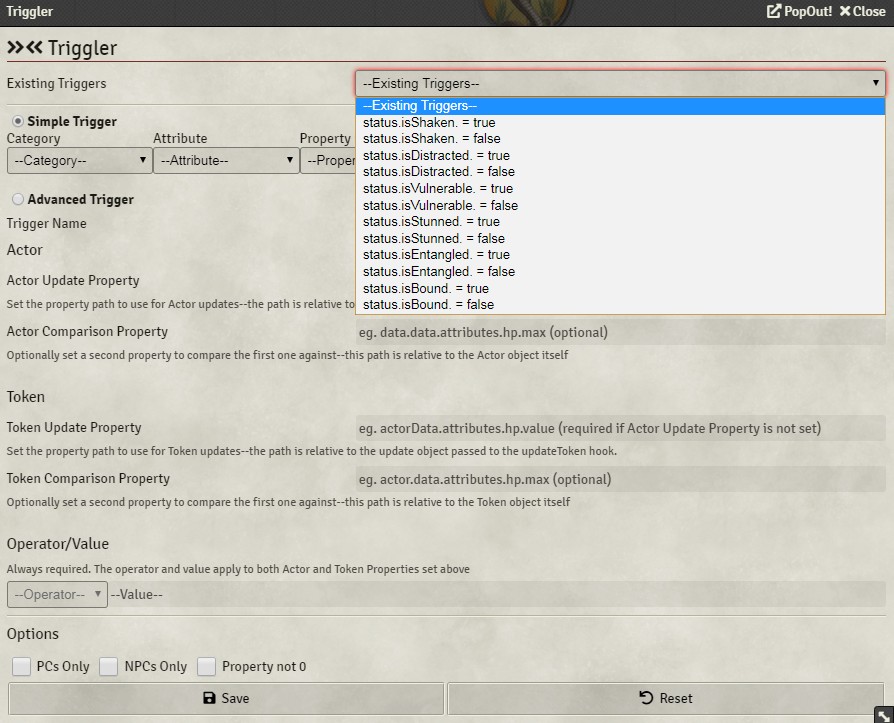 Triggler
PopOut! Close
Triggler
Existing Triggers
--Existing Triggers--
--Existing Triggers--
status.isShaken. = true
status.isShaken. = false
status.isDistracted. = true
status.isDistracted. = false
status.isVulnerable. = true
status.isVulnerable. = false
status.isStunned. = true
status.isStunned. = false
status.isEntangled. = true
status.isEntangled. = false
status.isBound. = true
status.isBound. = false
Simple Trigger
Category Attribute Property
--Category-- --Attribute-- --Proper
Advanced Trigger
Trigger Name
Actor
Actor Update Property
Set the property path to use for Actor updates--the path is relative to
Actor Comparison Property eg. data.data.attributes.hp.max (optional)
Optionally set a second property to compare the first one against--this path is relative to the Actor object itself
Token
Token Update Property eg. actorData.attributes.hp.value (required if Actor Update Property is not set)
Set the property path to use for Token updates--the path is relative to the update object passed to the updateToken hook.
Token Comparison Property eg. actor.data.attributes.hp.max (optional)
Optionally set a second property to compare the first one against--this path is relative to the Token object itself
Operator/Value
Always required. The operator and value apply to both Actor and Token Properties set above
--Operator-- --Value--
Options
PCs Only NPCs Only Property not 0
Save Reset